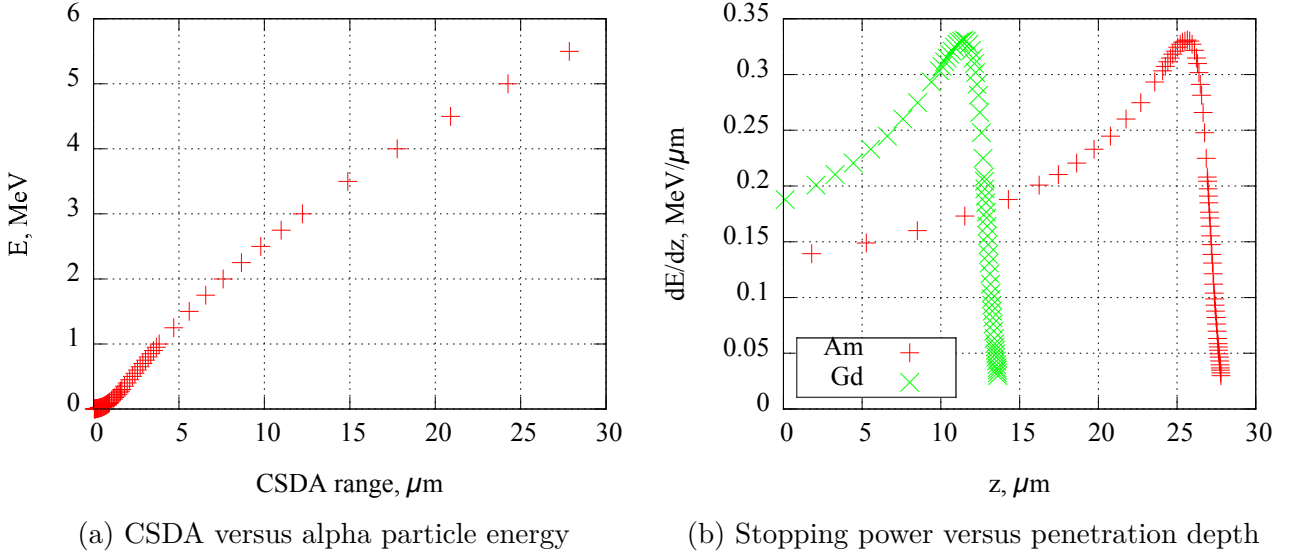 6
5
4
3
2
1
0
E, MeV
0 5 10 15 20 25 30
CSDA range, μm
(a) CSDA versus alpha particle energy
0.35
0.3
0.25
0.2
0.15
0.1
0.05
0
dE/dz, MeV/μm
Am
Gd
0 5 10 15 20 25 30
z, μm
(b) Stopping power versus penetration depth